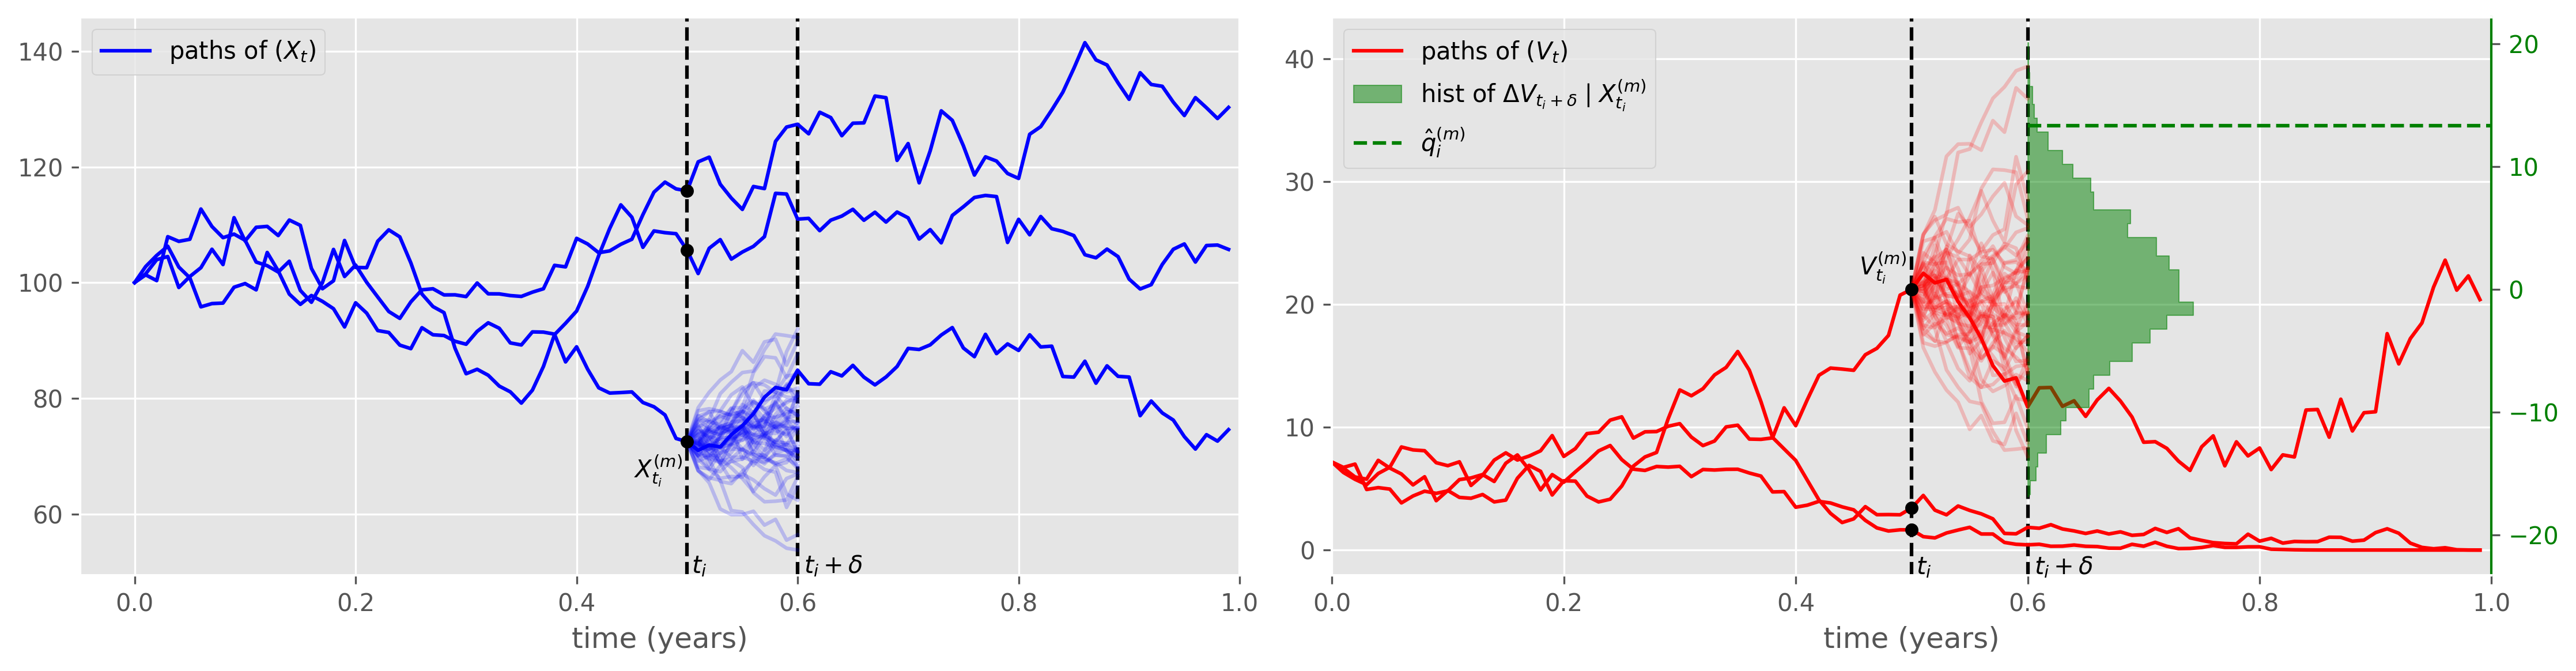 140
120
100
80
60
paths of (Xₜ)
X_{t_i}^{(m)}
t_i
t_i + δ
0.0
0.2
0.4
0.6
0.8
1.0
time (years)
40
30
20
10
0
paths of (Vₜ)
hist of ΔV_{t_i+δ} | X_{t_i}^{(m)}
q̂_i^{(m)}
V_{t_i}^{(m)}
t_i
t_i + δ
20
10
0
−10
−20
0.0
0.2
0.4
0.6
0.8
1.0
time (years)